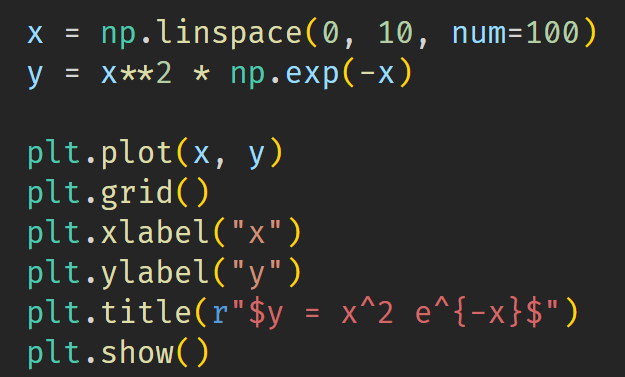 x = np.linspace(0, 10, num=100)
y = x**2 * np.exp(-x)

plt.plot(x, y)
plt.grid()
plt.xlabel("x")
plt.ylabel("y")
plt.title(r"$y = x^2 e^{-x}$")
plt.show()